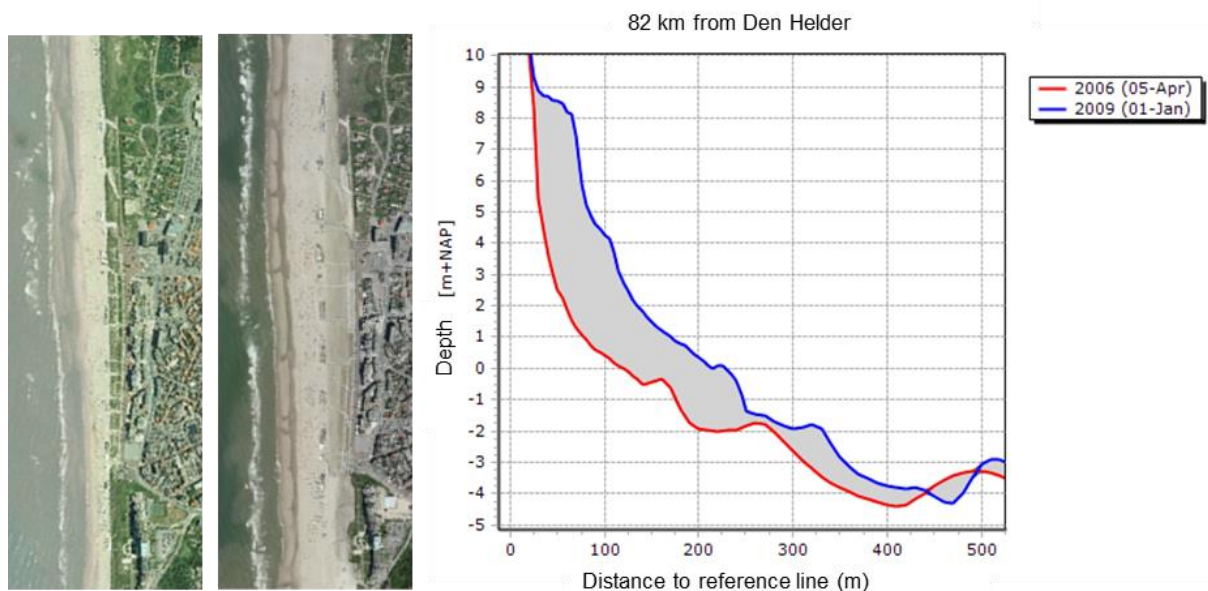 82 km from Den Helder
10
9
8
7
6
5
4
3
2
1
0
-1
-2
-3
-4
-5
Depth [m+NAP]
0 100 200 300 400 500
Distance to reference line (m)
2006 (05-Apr)
2009 (01-Jan)